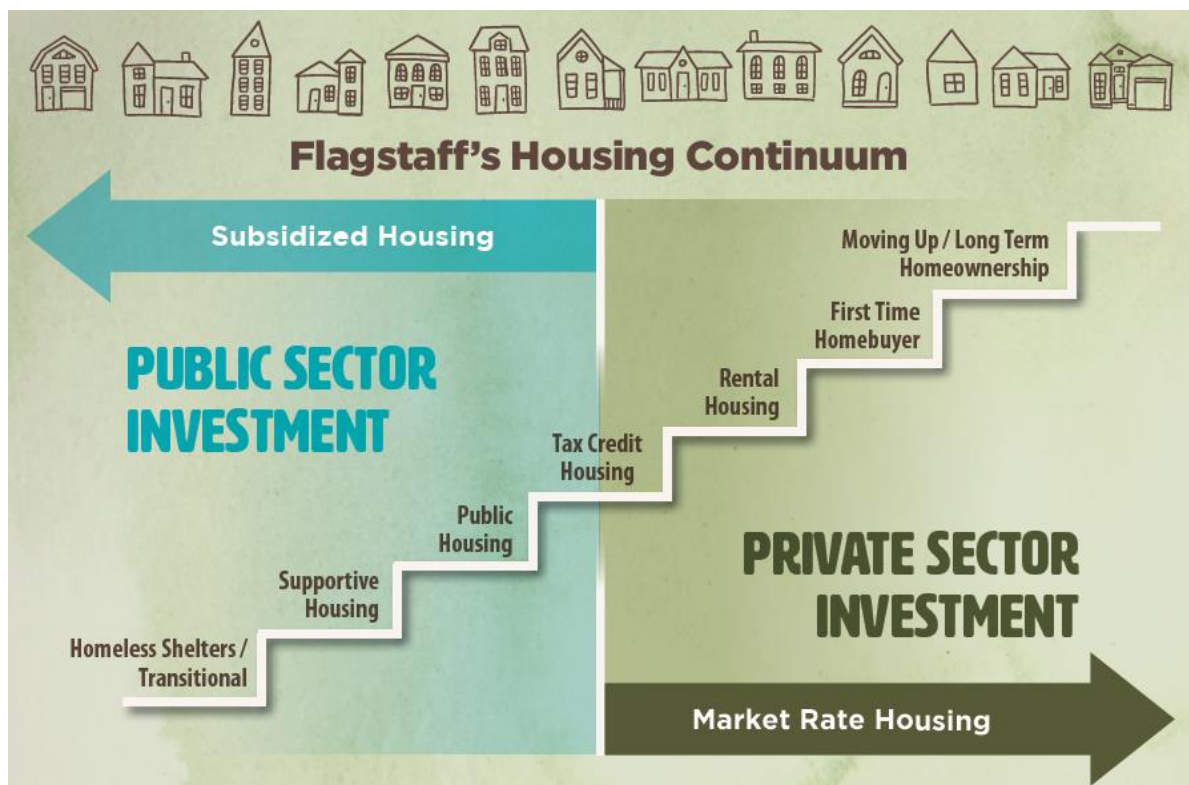 Flagstaff's Housing Continuum
Subsidized Housing
PUBLIC SECTOR
INVESTMENT
Moving Up / Long Term
Homeownership
First Time
Homebuyer
Rental
Housing
Tax Credit
Housing
Public
Housing
Supportive
Housing
Homeless Shelters /
Transitional
PRIVATE SECTOR
INVESTMENT
Market Rate Housing